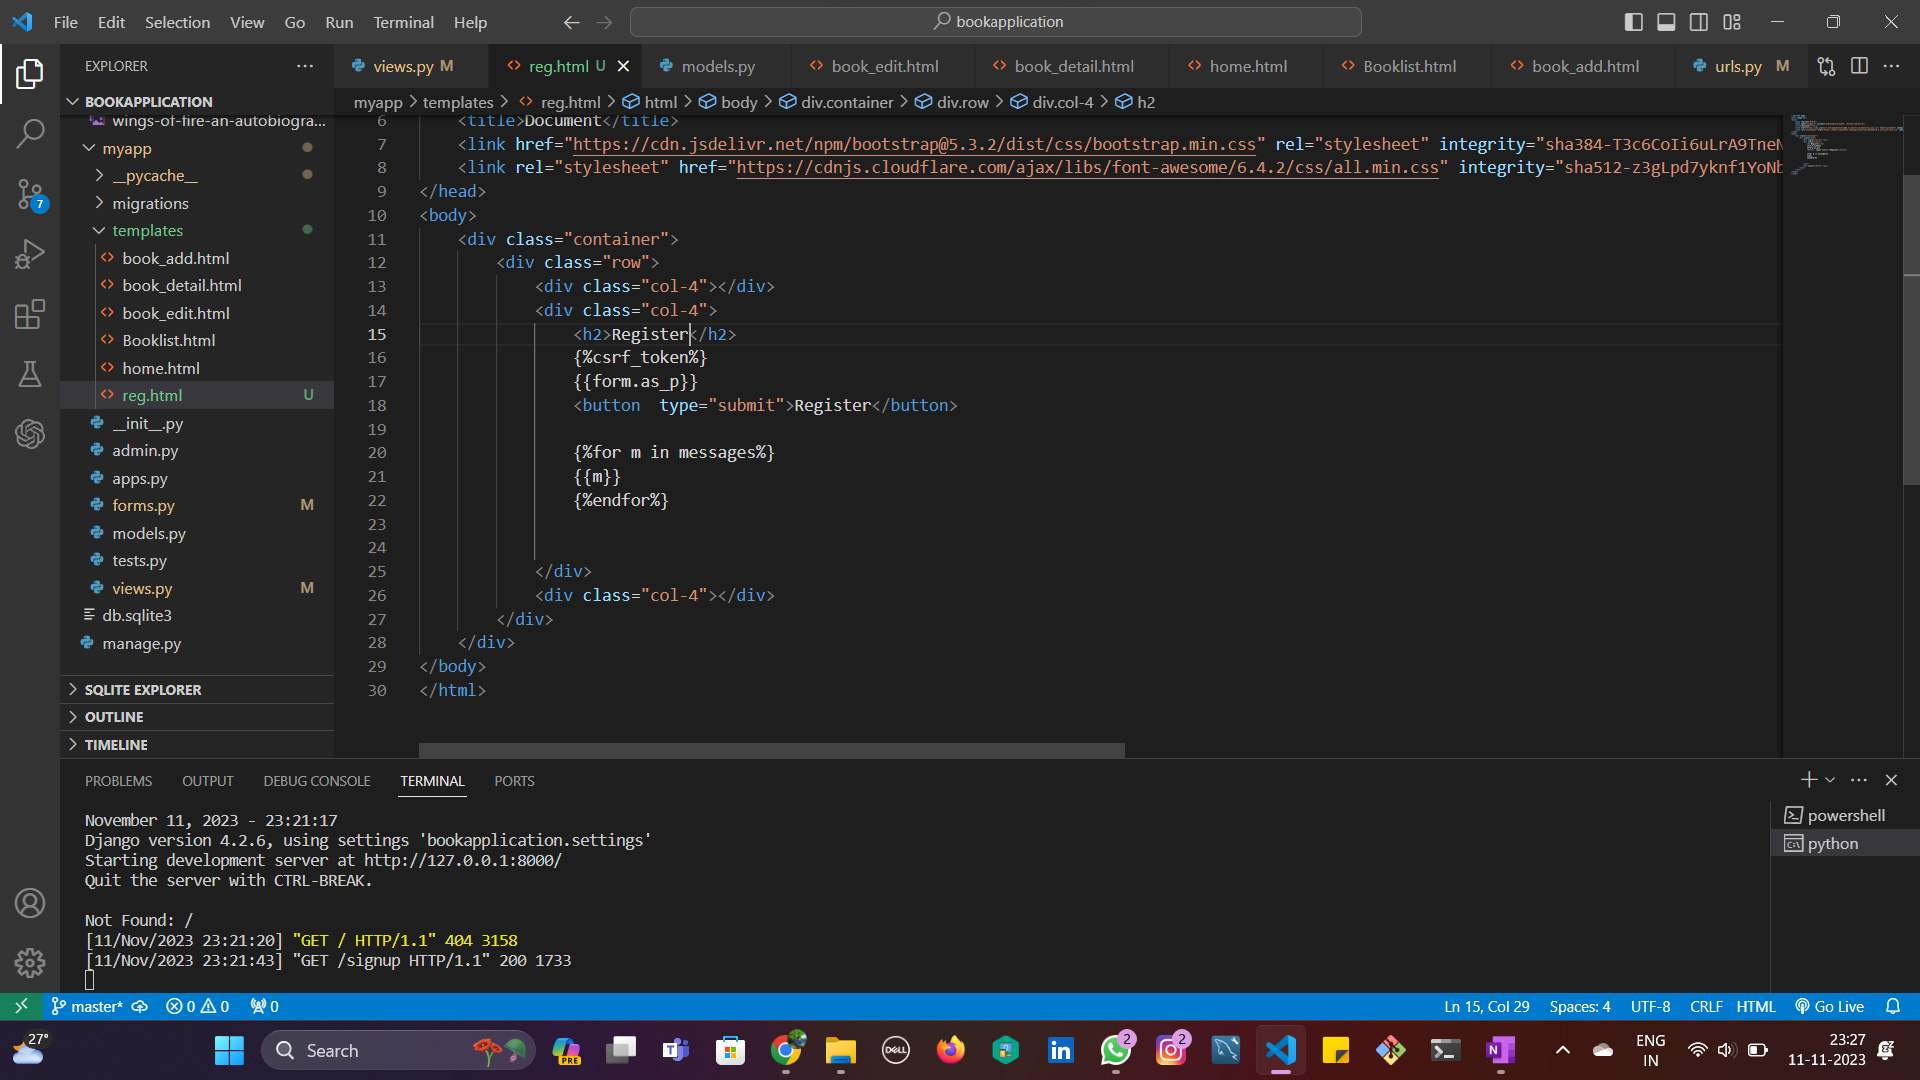 File Edit Selection View Go Run Terminal Help
bookapplication
EXPLORER
views.py M
reg.html U
models.py
book_edit.html
book_detail.html
home.html
Booklist.html
book_add.html
urls.py M
myapp > templates > reg.html > html > body > div.container > div.row > div.col-4 > h2
BOOKAPPLICATION
wings-of-fire-an-autobiogra...
myapp
__pycache__
migrations
templates
book_add.html
book_detail.html
book_edit.html
Booklist.html
home.html
reg.html U
__init__.py
admin.py
apps.py
forms.py M
models.py
tests.py
views.py M
db.sqlite3
manage.py
SQLITE EXPLORER
OUTLINE
TIMELINE
6 <title>Document</title>
7 <link href="https://cdn.jsdelivr.net/npm/bootstrap@5.3.2/dist/css/bootstrap.min.css" rel="stylesheet" integrity="sha384-T3c6CoIi6uLrA9TneN
8 <link rel="stylesheet" href="https://cdnjs.cloudflare.com/ajax/libs/font-awesome/6.4.2/css/all.min.css" integrity="sha512-z3gLpd7yknf1YoNb
9 </head>
10 <body>
11 <div class="container">
12 <div class="row">
13 <div class="col-4"></div>
14 <div class="col-4">
15 <h2>Register</h2>
16 {%csrf_token%}
17 {{form.as_p}}
18 <button  type="submit">Register</button>
19
20 {%for m in messages%}
21 {{m}}
22 {%endfor%}
23
24
25 </div>
26 <div class="col-4"></div>
27 </div>
28 </div>
29 </body>
30 </html>
PROBLEMS OUTPUT DEBUG CONSOLE TERMINAL PORTS
November 11, 2023 - 23:21:17
Django version 4.2.6, using settings 'bookapplication.settings'
Starting development server at http://127.0.0.1:8000/
Quit the server with CTRL-BREAK.
Not Found: /
[11/Nov/2023 23:21:20] "GET / HTTP/1.1" 404 3158
[11/Nov/2023 23:21:43] "GET /signup HTTP/1.1" 200 1733
powershell
python
7
master* 0 0 0
Ln 15, Col 29 Spaces: 4 UTF-8 CRLF HTML Go Live
27°
Search
PRE
DELL
2
2
ENG
IN
23:27
11-11-2023